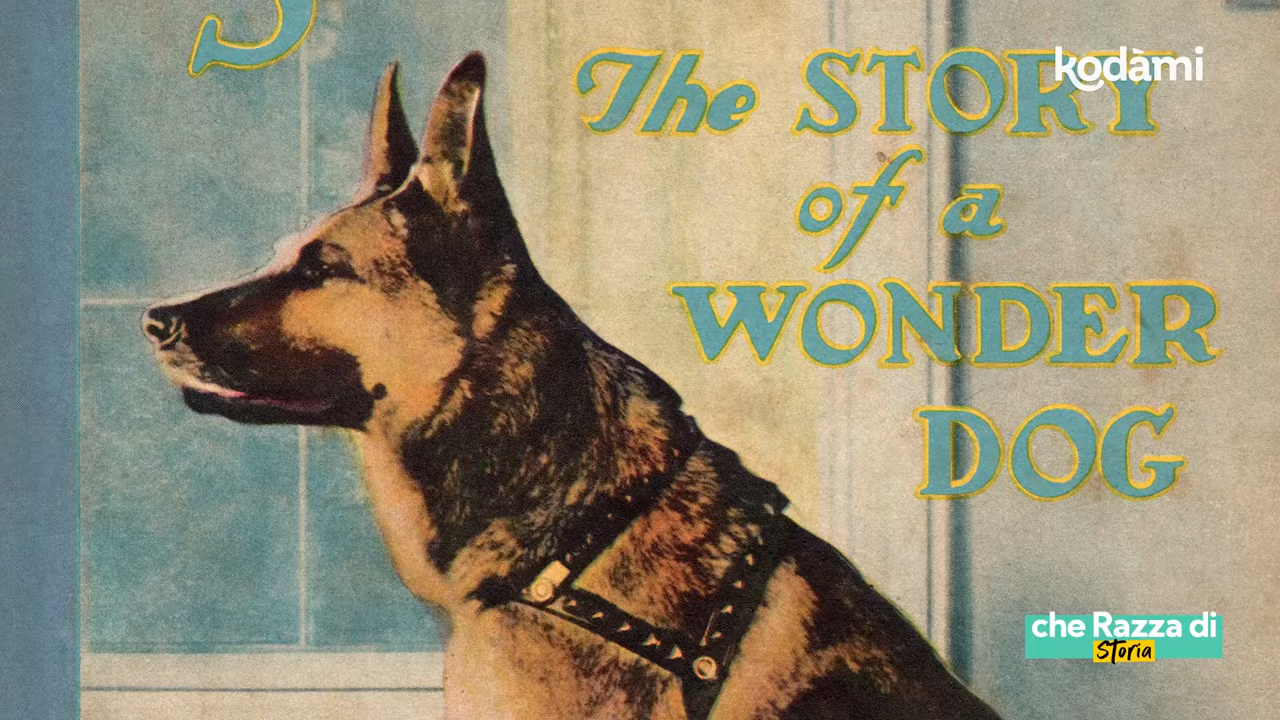 The STORY
kodàmi
of a
WONDER
DOG
che Razza di
Storia